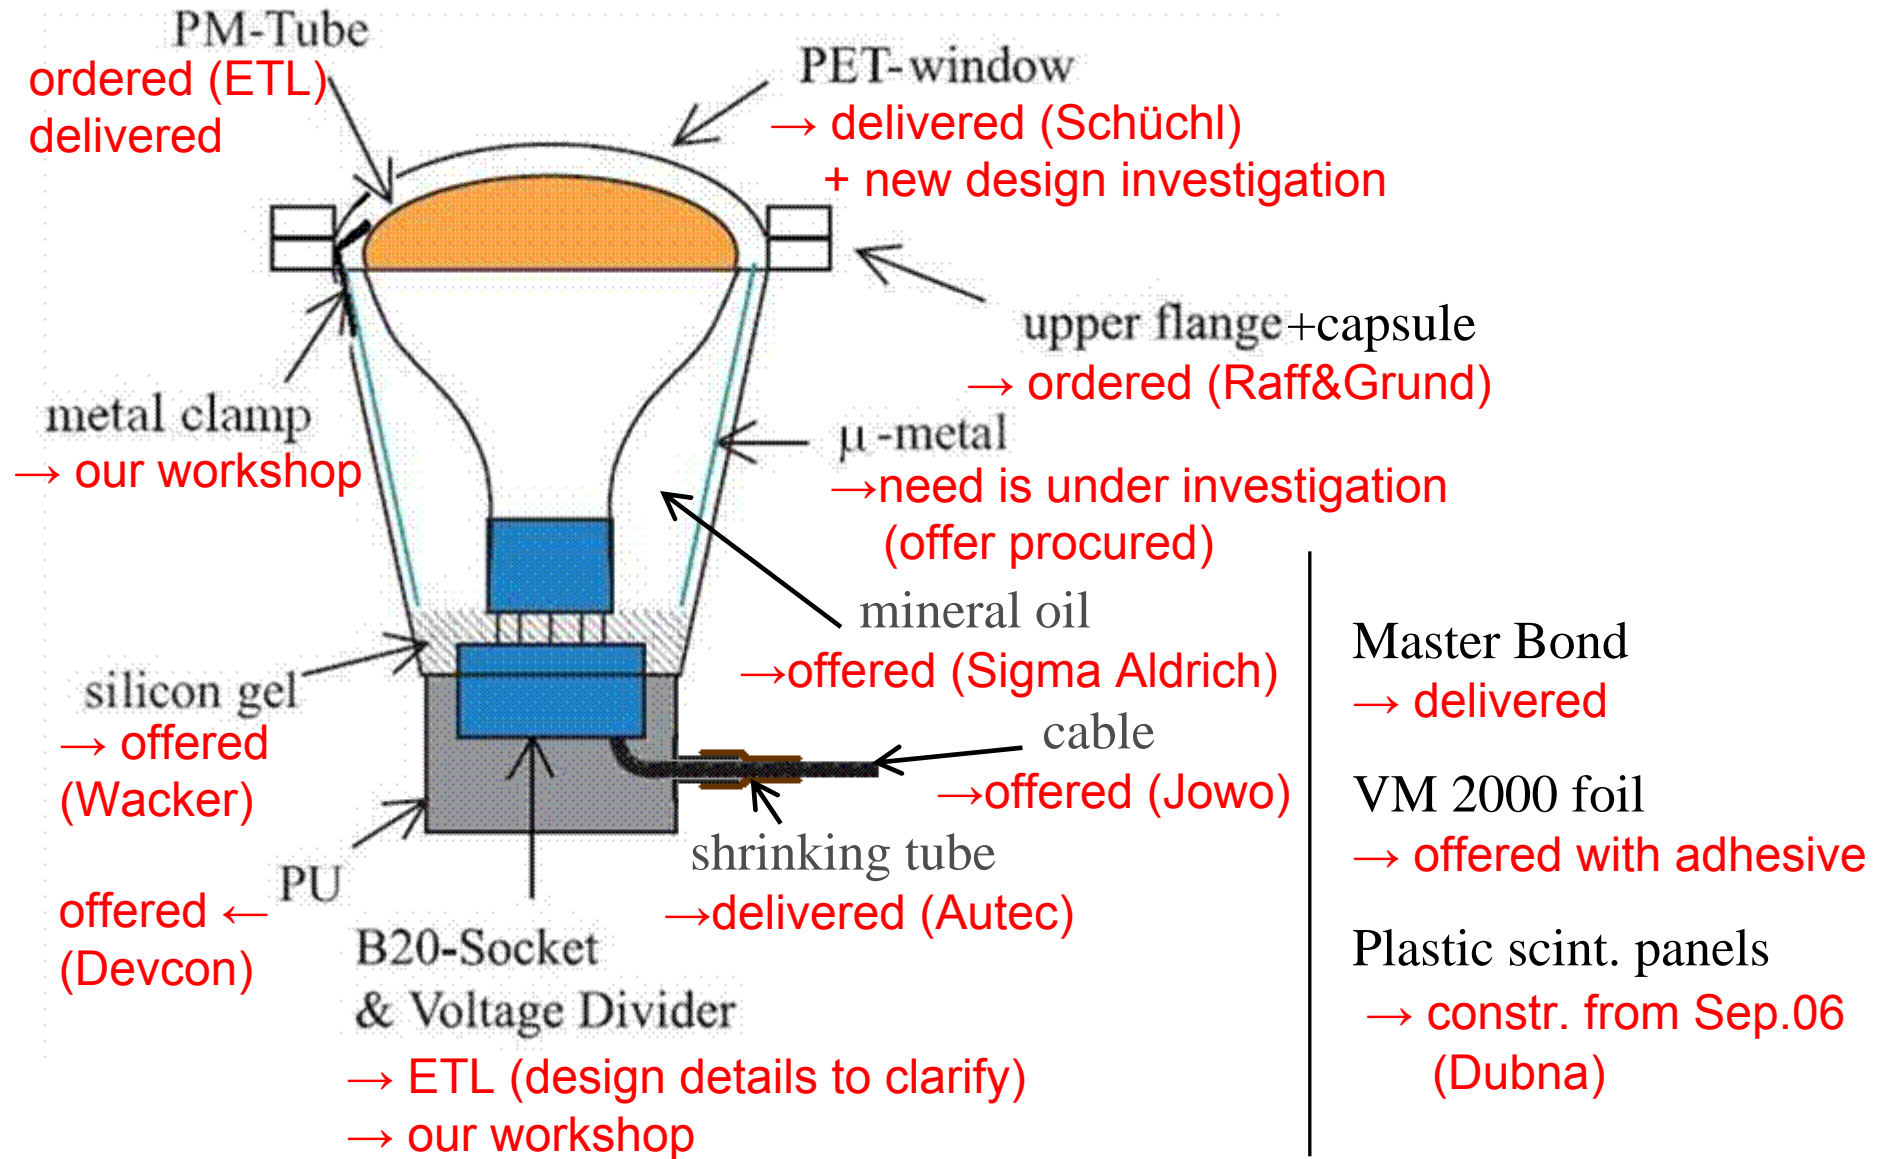 PM-Tube
ordered (ETL)
delivered
PET-window
→ delivered (Schüchl)
+ new design investigation
upper flange+capsule
→ ordered (Raff&Grund)
metal clamp
→ our workshop
µ-metal
→need is under investigation
(offer procured)
mineral oil
→offered (Sigma Aldrich)
silicon gel
→ offered
(Wacker)
cable
→offered (Jowo)
shrinking tube
→delivered (Autec)
PU
offered ←
(Devcon)
B20-Socket
& Voltage Divider
→ ETL (design details to clarify)
→ our workshop
Master Bond
→ delivered
VM 2000 foil
→ offered with adhesive
Plastic scint. panels
→ constr. from Sep.06
(Dubna)